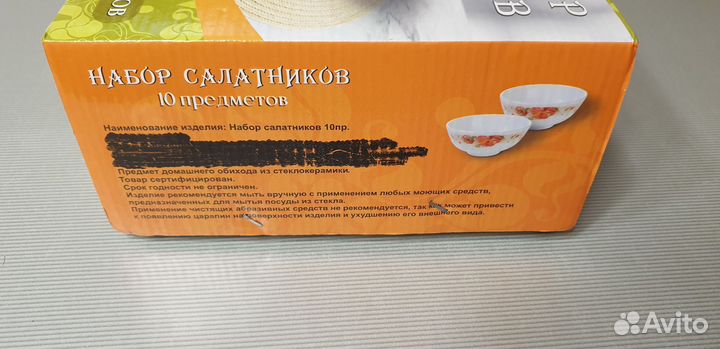 ОВ
Р
В
НАБОР САЛАТНИКОВ
10 предметов
Наименование изделия: Набор салатников 10пр.
Предмет домашнего обихода из стеклокерамики.
Товар сертифицирован.
Срок годности не ограничен.
Изделие рекомендуется мыть вручную с применением любых моющих средств,
предназначенных для мытья посуды из стекла.
Применение чистящих абразивных средств не рекомендуется, так как может привести
к появлению царапин на поверхности изделия и ухудшению его внешнего вида.
Avito